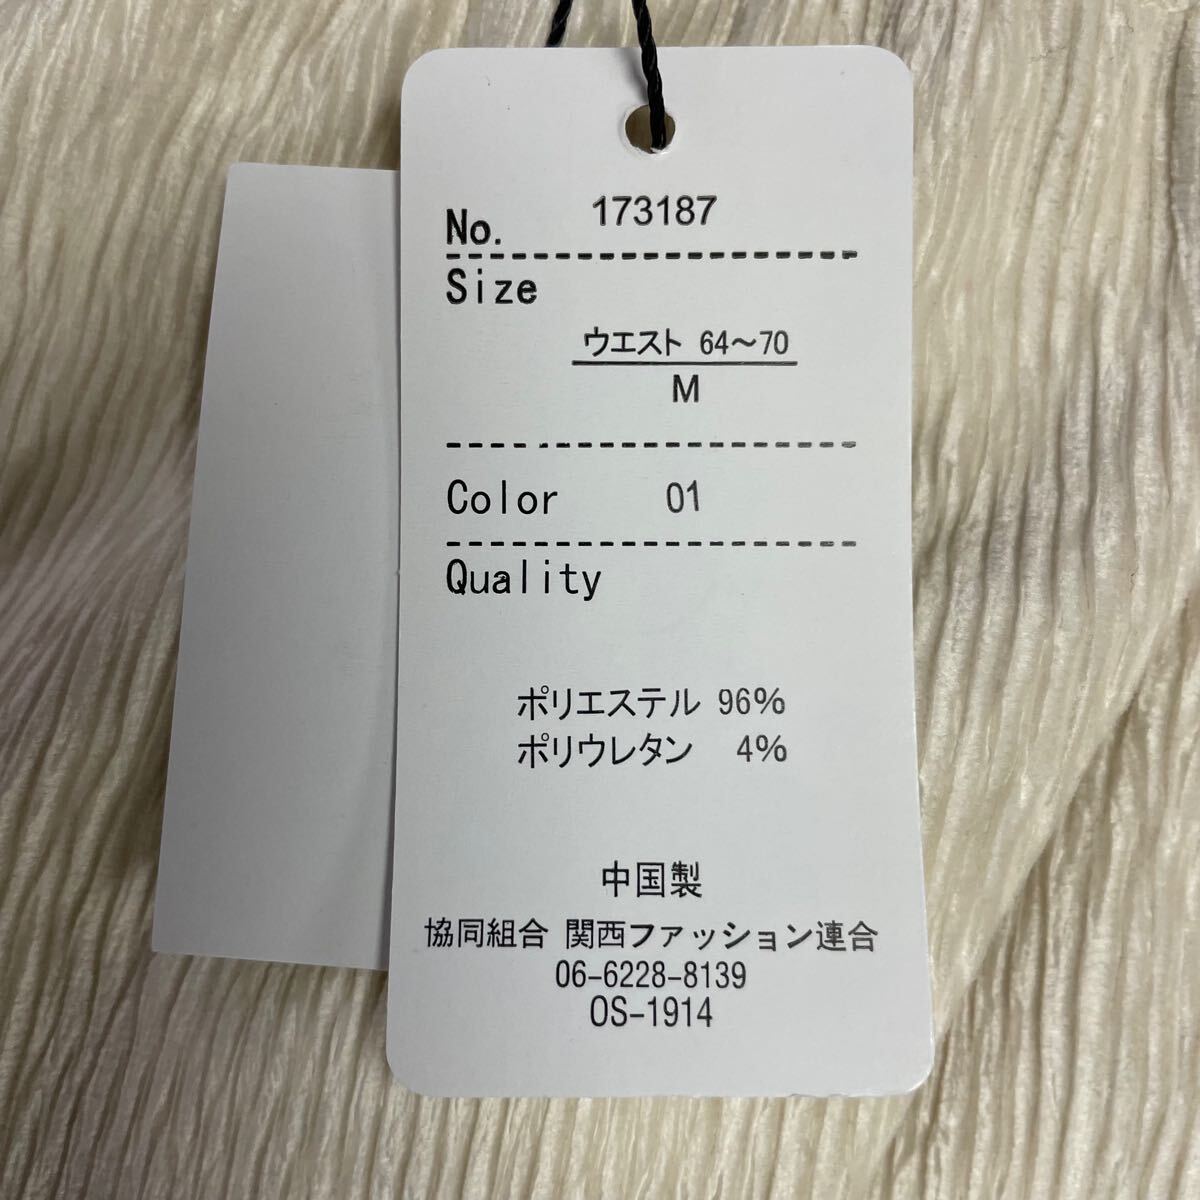 No. 173187
Size
ウエスト 64〜70
M
Color 01
Quality
ポリエステル 96%
ポリウレタン 4%
中国製
協同組合 関西ファッション連合
06-6228-8139
OS-1914